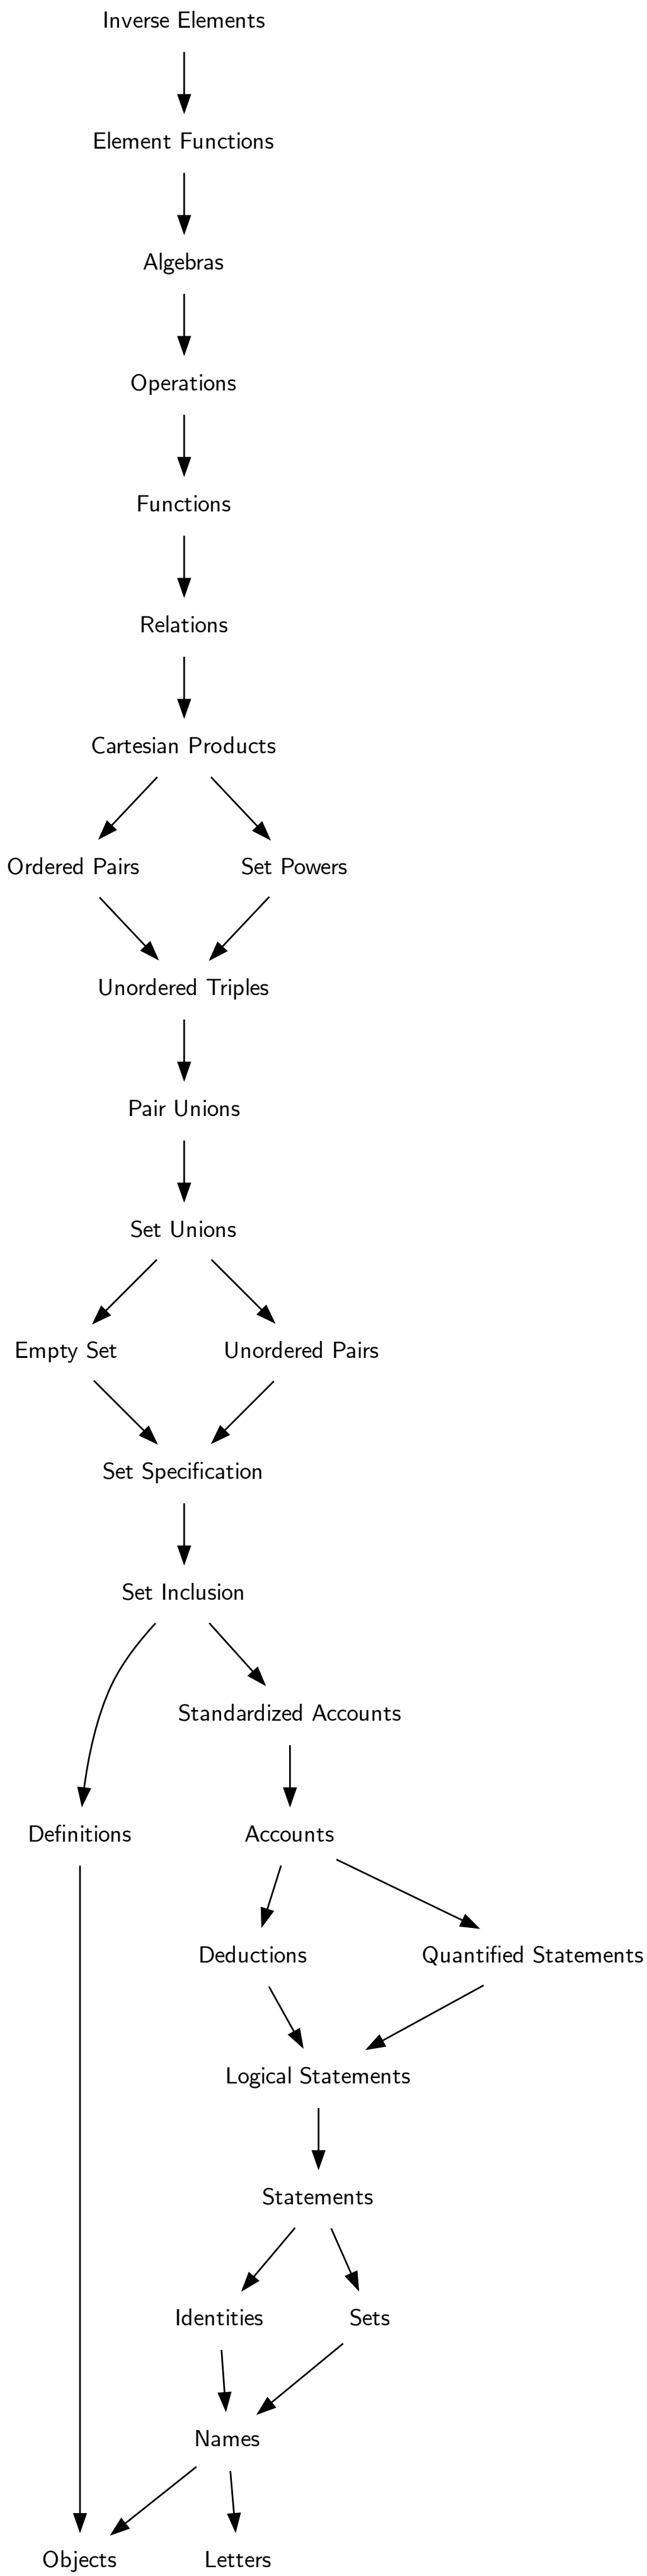 Inverse Elements
Element Functions
Algebras
Operations
Functions
Relations
Cartesian Products
Ordered Pairs
Set Powers
Unordered Triples
Pair Unions
Set Unions
Empty Set
Unordered Pairs
Set Specification
Set Inclusion
Standardized Accounts
Definitions
Accounts
Deductions
Quantified Statements
Logical Statements
Statements
Identities
Sets
Names
Objects
Letters